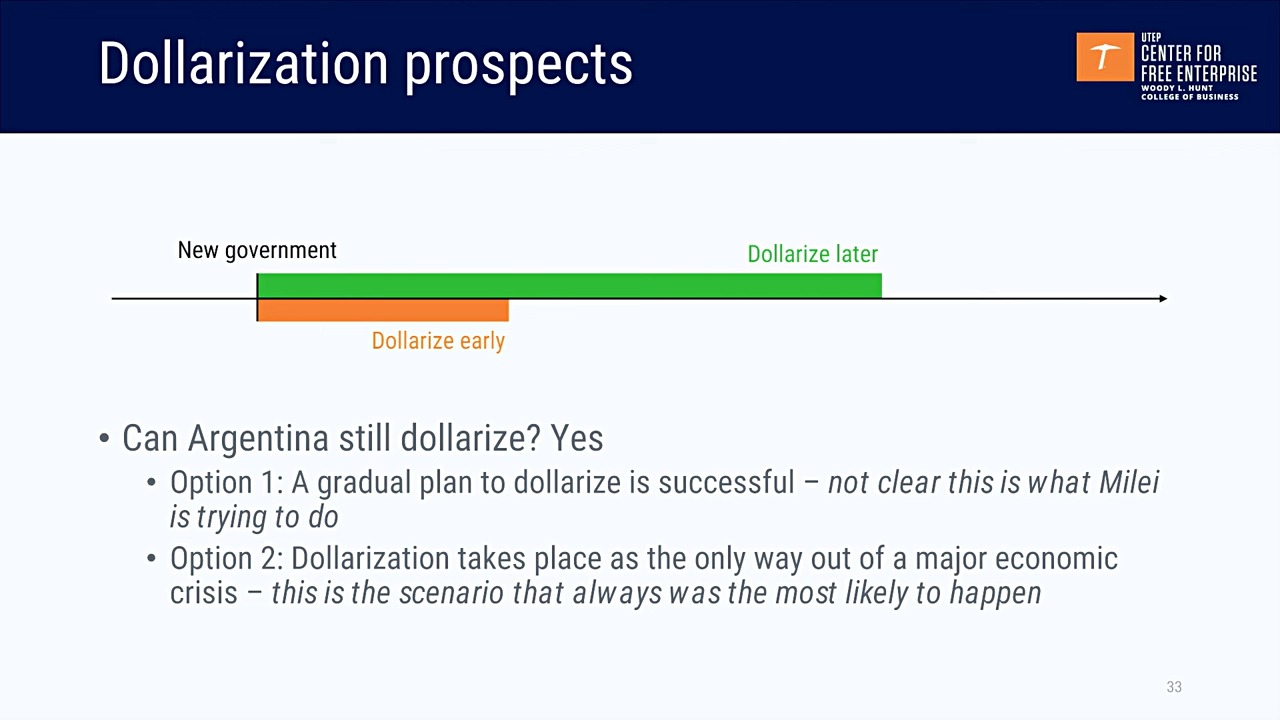 Dollarization prospects
UTEP
CENTER FOR
FREE ENTERPRISE
WOODY L. HUNT
COLLEGE OF BUSINESS
New government
Dollarize later
Dollarize early
• Can Argentina still dollarize? Yes
• Option 1: A gradual plan to dollarize is successful – not clear this is what Milei
is trying to do
• Option 2: Dollarization takes place as the only way out of a major economic
crisis – this is the scenario that always was the most likely to happen
33